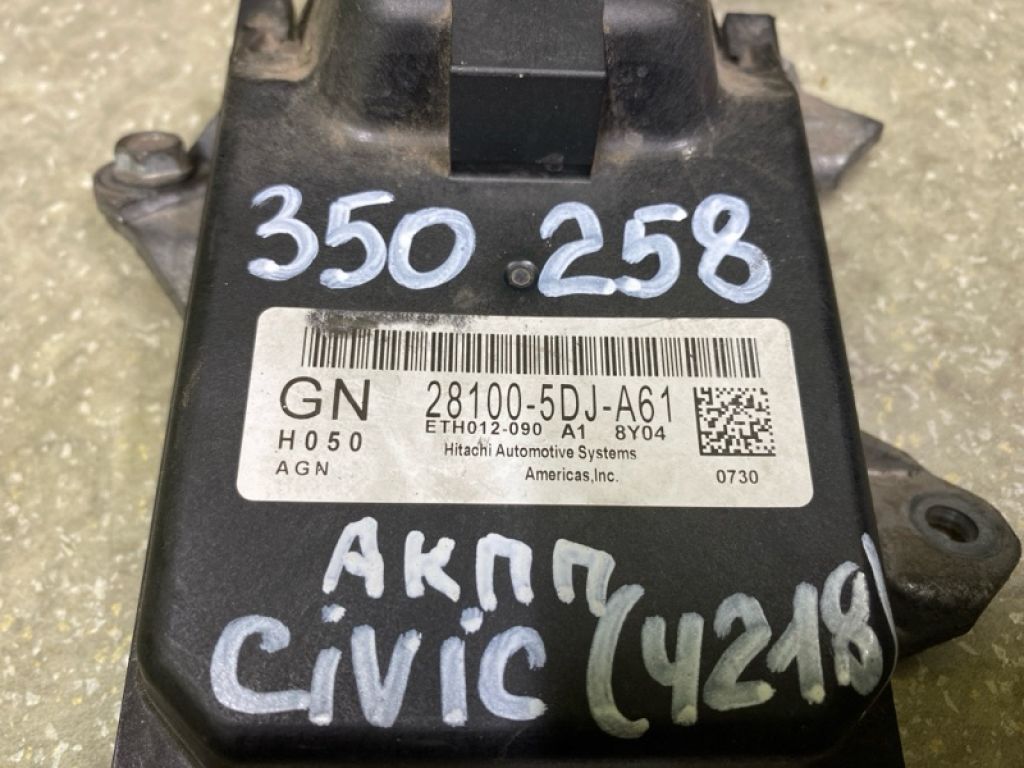 350 258
GN 28100-5DJ-A61
H050 ETH012-090 A1 8Y04
Hitachi Automotive Systems
AGN Americas,Inc. 0730
АКПП
Civic (4218)